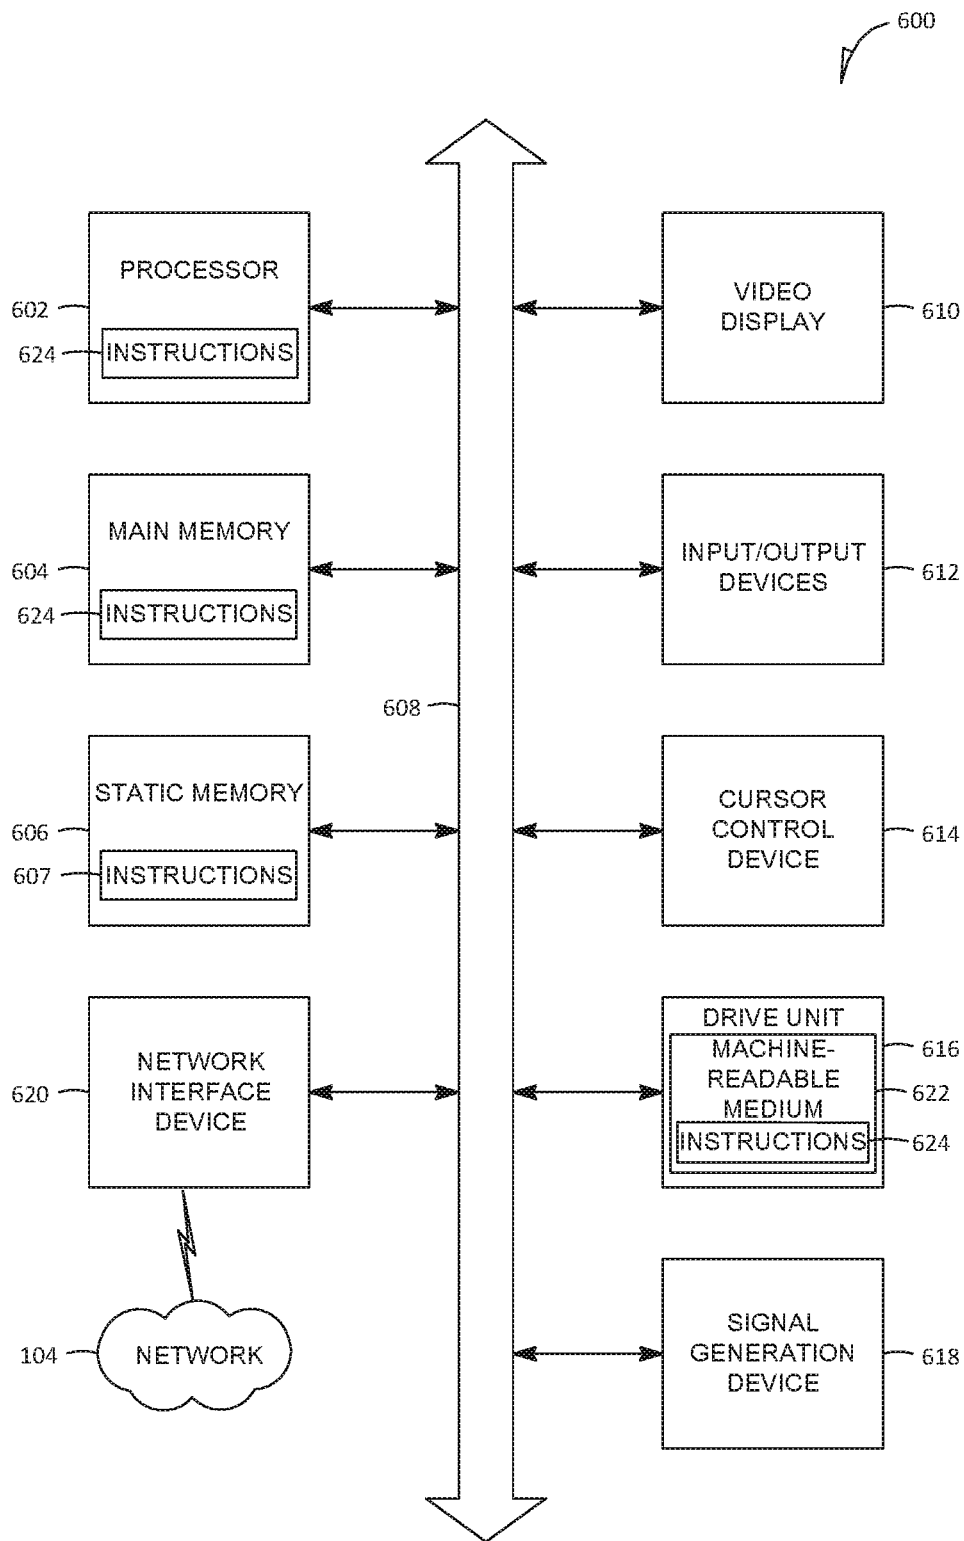 600
PROCESSOR
602
624
INSTRUCTIONS
VIDEO
DISPLAY
610
MAIN MEMORY
604
624
INSTRUCTIONS
INPUT/OUTPUT
DEVICES
612
608
STATIC MEMORY
606
607
INSTRUCTIONS
CURSOR
CONTROL
DEVICE
614
NETWORK
INTERFACE
DEVICE
620
DRIVE UNIT
MACHINE-
READABLE
MEDIUM
INSTRUCTIONS
616
622
624
104
NETWORK
SIGNAL
GENERATION
DEVICE
618